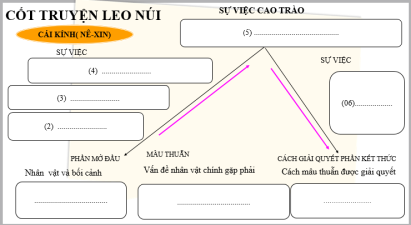 CỐT TRUYỆN LEO NÚI
SỰ VIỆC CAO TRÀO
CÁI KÍNH( NÊ-XIN)
(5) ........................................
SỰ VIỆC
SỰ VIỆC
(4) ........................
(3) ........................
(06)..................
(2) ........................
PHẦN MỞ ĐẦU
MÂU THUẪN
CÁCH GIẢI QUYẾT PHẦN KẾT THÚC
Nhân vật và bối cảnh
Vấn đề nhân vật chính gặp phải
Cách mâu thuẫn được giải quyết
........................
..................................
........................